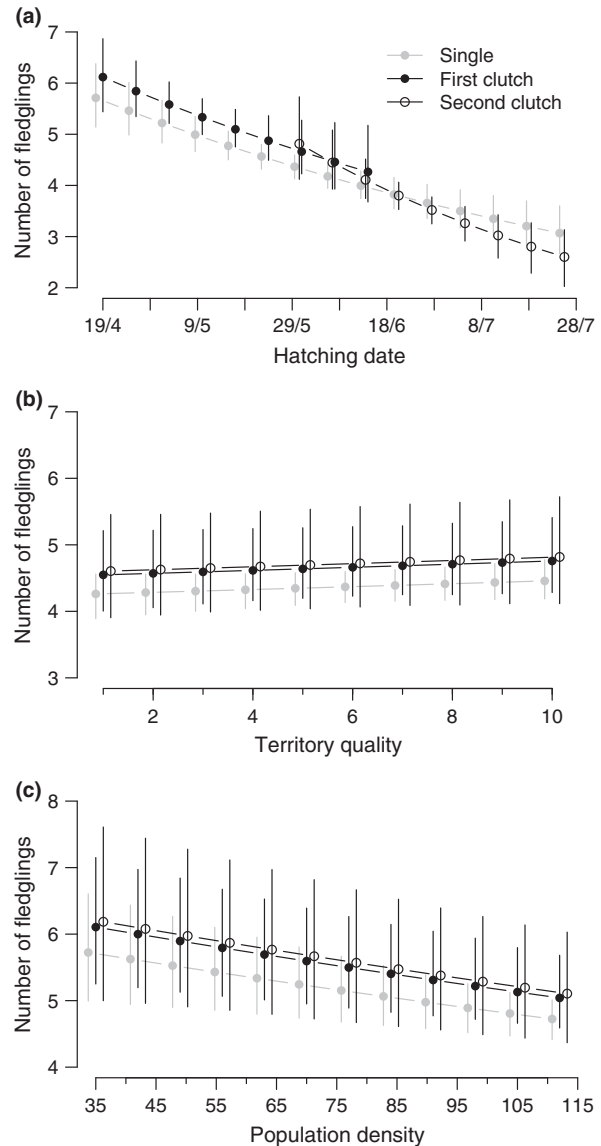 (a)
7
6
5
4
3
2
Number of fledglings
Single
First clutch
Second clutch
19/4 9/5 29/5 18/6 8/7 28/7
Hatching date
(b)
7
6
5
4
3
Number of fledglings
2 4 6 8 10
Territory quality
(c)
8
7
6
5
4
Number of fledglings
35 45 55 65 75 85 95 105 115
Population density